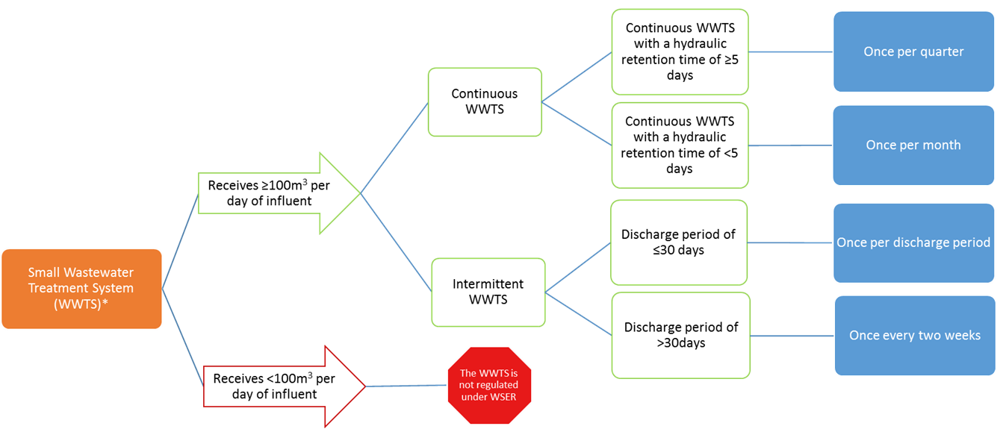 Small Wastewater
Treatment System
(WWTS)*
Receives ≥100m³ per
day of influent
Receives <100m³ per
day of influent
The WWTS is
not regulated
under WSER
Continuous
WWTS
Intermittent
WWTS
Continuous WWTS
with a hydraulic
retention time of ≥5
days
Continuous WWTS
with a hydraulic
retention time of <5
days
Discharge period of
≤30 days
Discharge period of
>30days
Once per quarter
Once per month
Once per discharge period
Once every two weeks